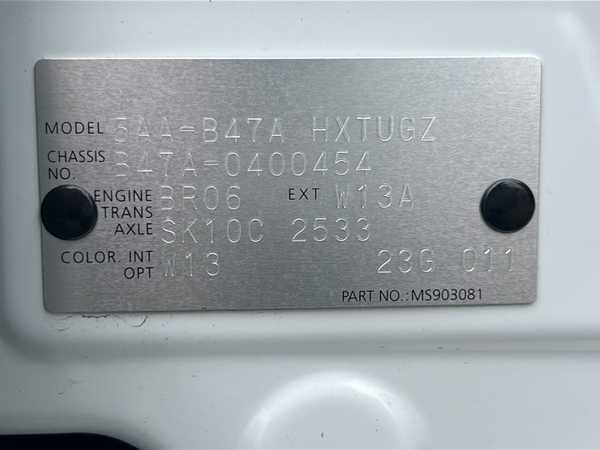 MODEL 5AA-B47A HXTUGZ
CHASSIS NO. B47A-0400454
ENGINE BR06 EXT W13A
TRANS AXLE SK10C 2533
COLOR. INT OPT W13 23G 011
PART NO.:MS903081